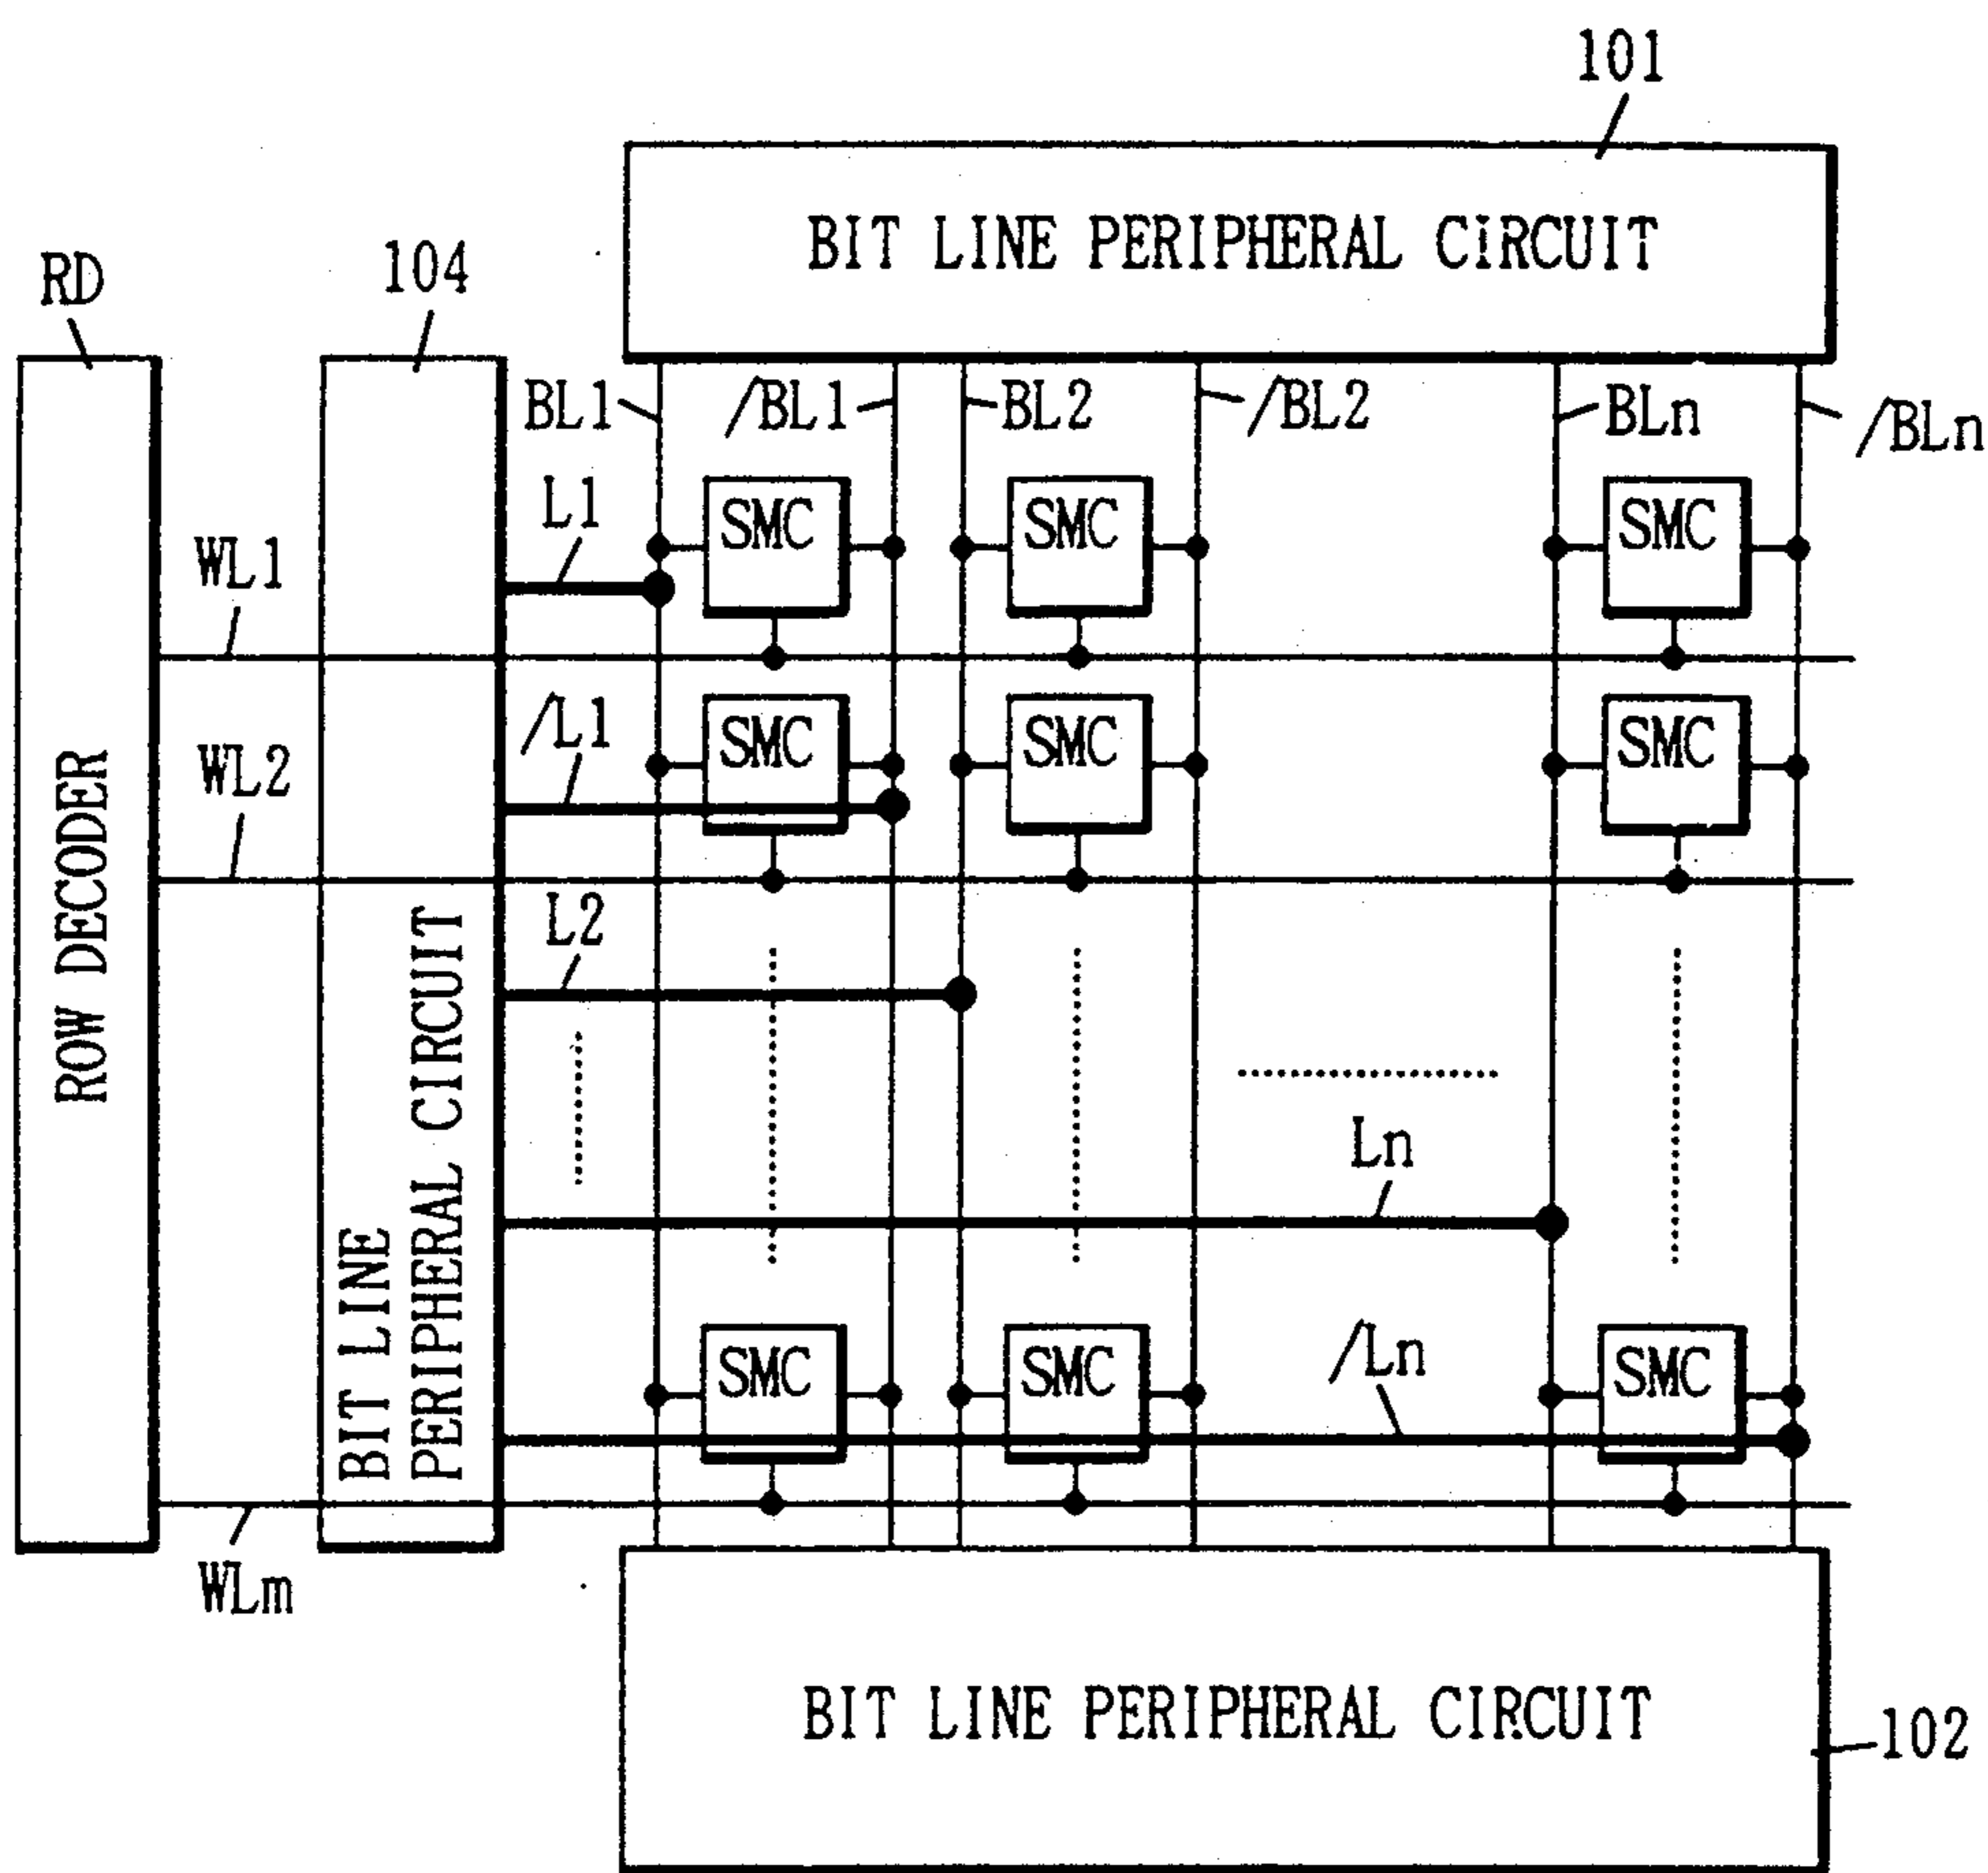 101
BIT LINE PERIPHERAL CIRCUIT
RD
104
BL1
/BL1
BL2
/BL2
BLn
/BLn
L1
SMC
SMC
SMC
WL1
/L1
SMC
SMC
SMC
WL2
L2
ROW DECODER
BIT LINE
PERIPHERAL CIRCUIT
Ln
/Ln
SMC
SMC
SMC
WLm
BIT LINE PERIPHERAL CIRCUIT
102